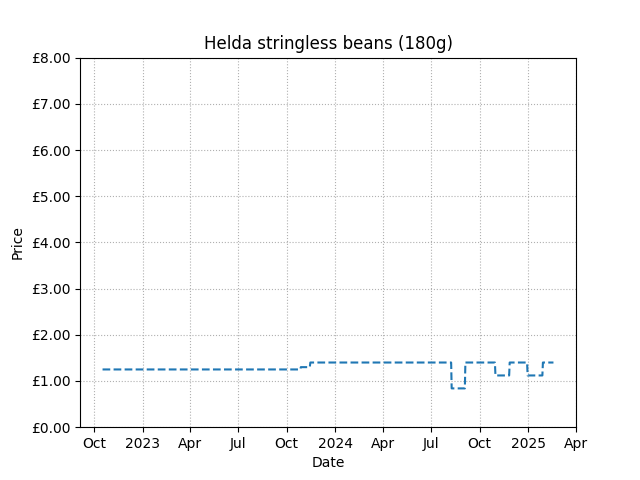 Helda stringless beans (180g)
£8.00
£7.00
£6.00
£5.00
£4.00
£3.00
£2.00
£1.00
£0.00
Price
Oct 2023 Apr Jul Oct 2024 Apr Jul Oct 2025 Apr
Date